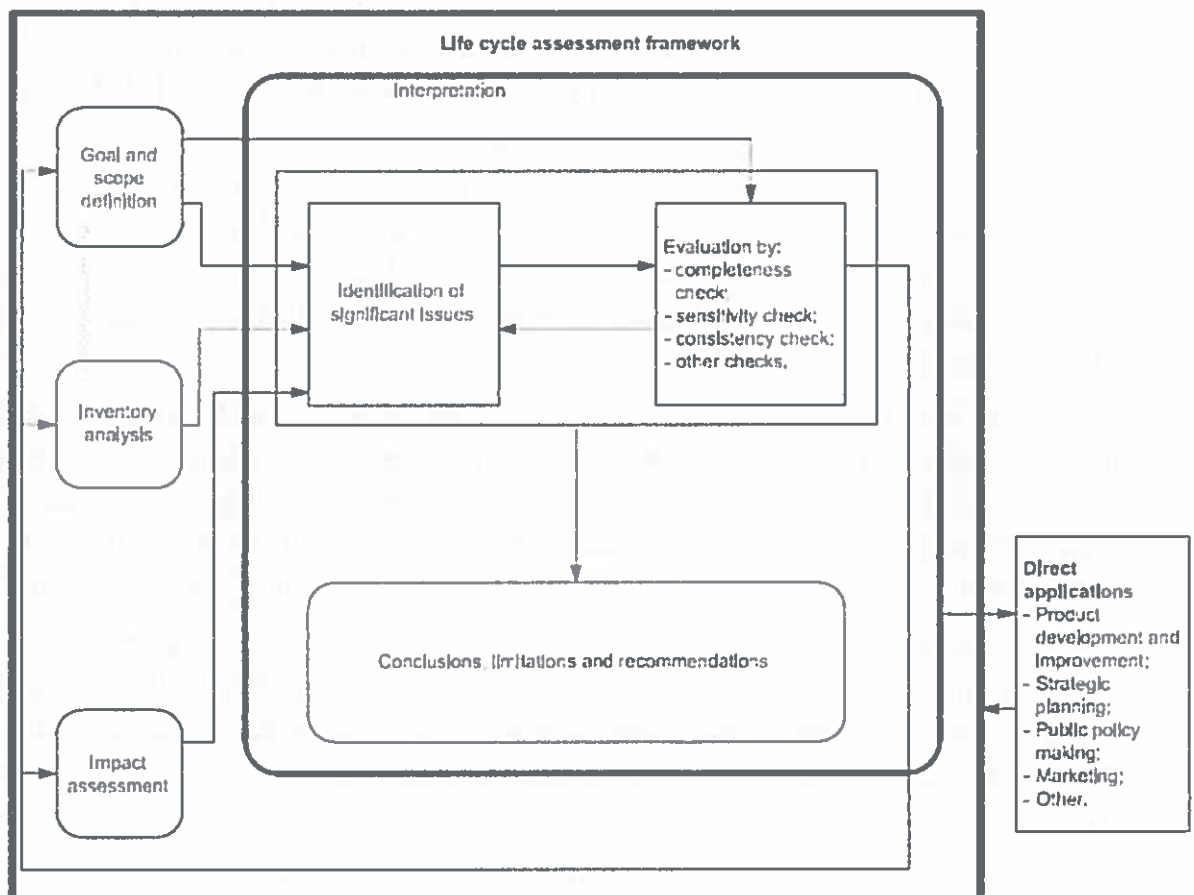 Life cycle assessment framework
Interpretation
Goal and
scope
definition
Identification of
significant issues
Evaluation by:
- completeness
check;
- sensitivity check;
- consistency check;
- other checks.
Inventory
analysis
Conclusions, limitations and recommendations
Impact
assessment
Direct
applications
- Product
development and
improvement;
- Strategic
planning;
- Public policy
making;
- Marketing;
- Other.